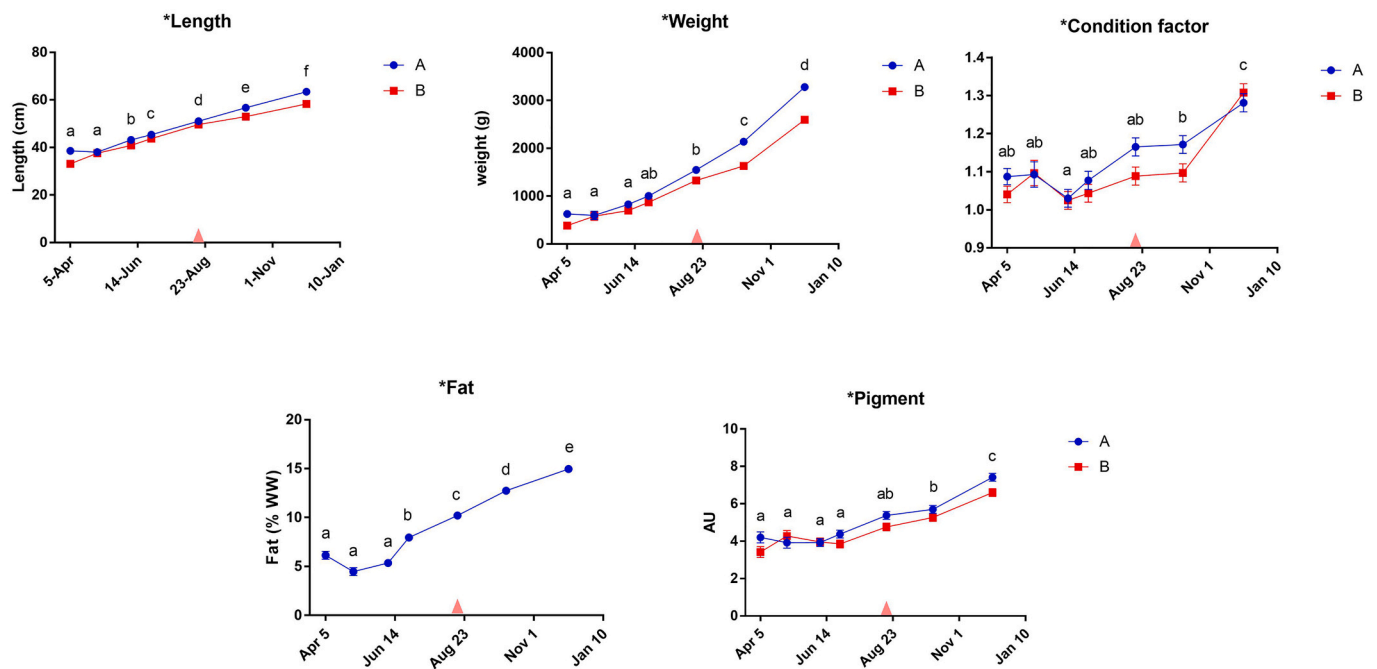 *Length
80
60
40
20
0
Length (cm)
a a b c d e f
A
B
5-Apr 14-Jun 23-Aug 1-Nov 10-Jan
*Weight
4000
3000
2000
1000
0
weight (g)
a a a ab b c d
A
B
Apr 5 Jun 14 Aug 23 Nov 1 Jan 10
*Condition factor
1.4
1.3
1.2
1.1
1.0
0.9
ab ab a ab ab b c
A
B
Apr 5 Jun 14 Aug 23 Nov 1 Jan 10
*Fat
20
15
10
5
0
Fat (% WW)
a a a b c d e
Apr 5 Jun 14 Aug 23 Nov 1 Jan 10
*Pigment
10
8
6
4
2
0
AU
a a a a ab b c
A
B
Apr 5 Jun 14 Aug 23 Nov 1 Jan 10